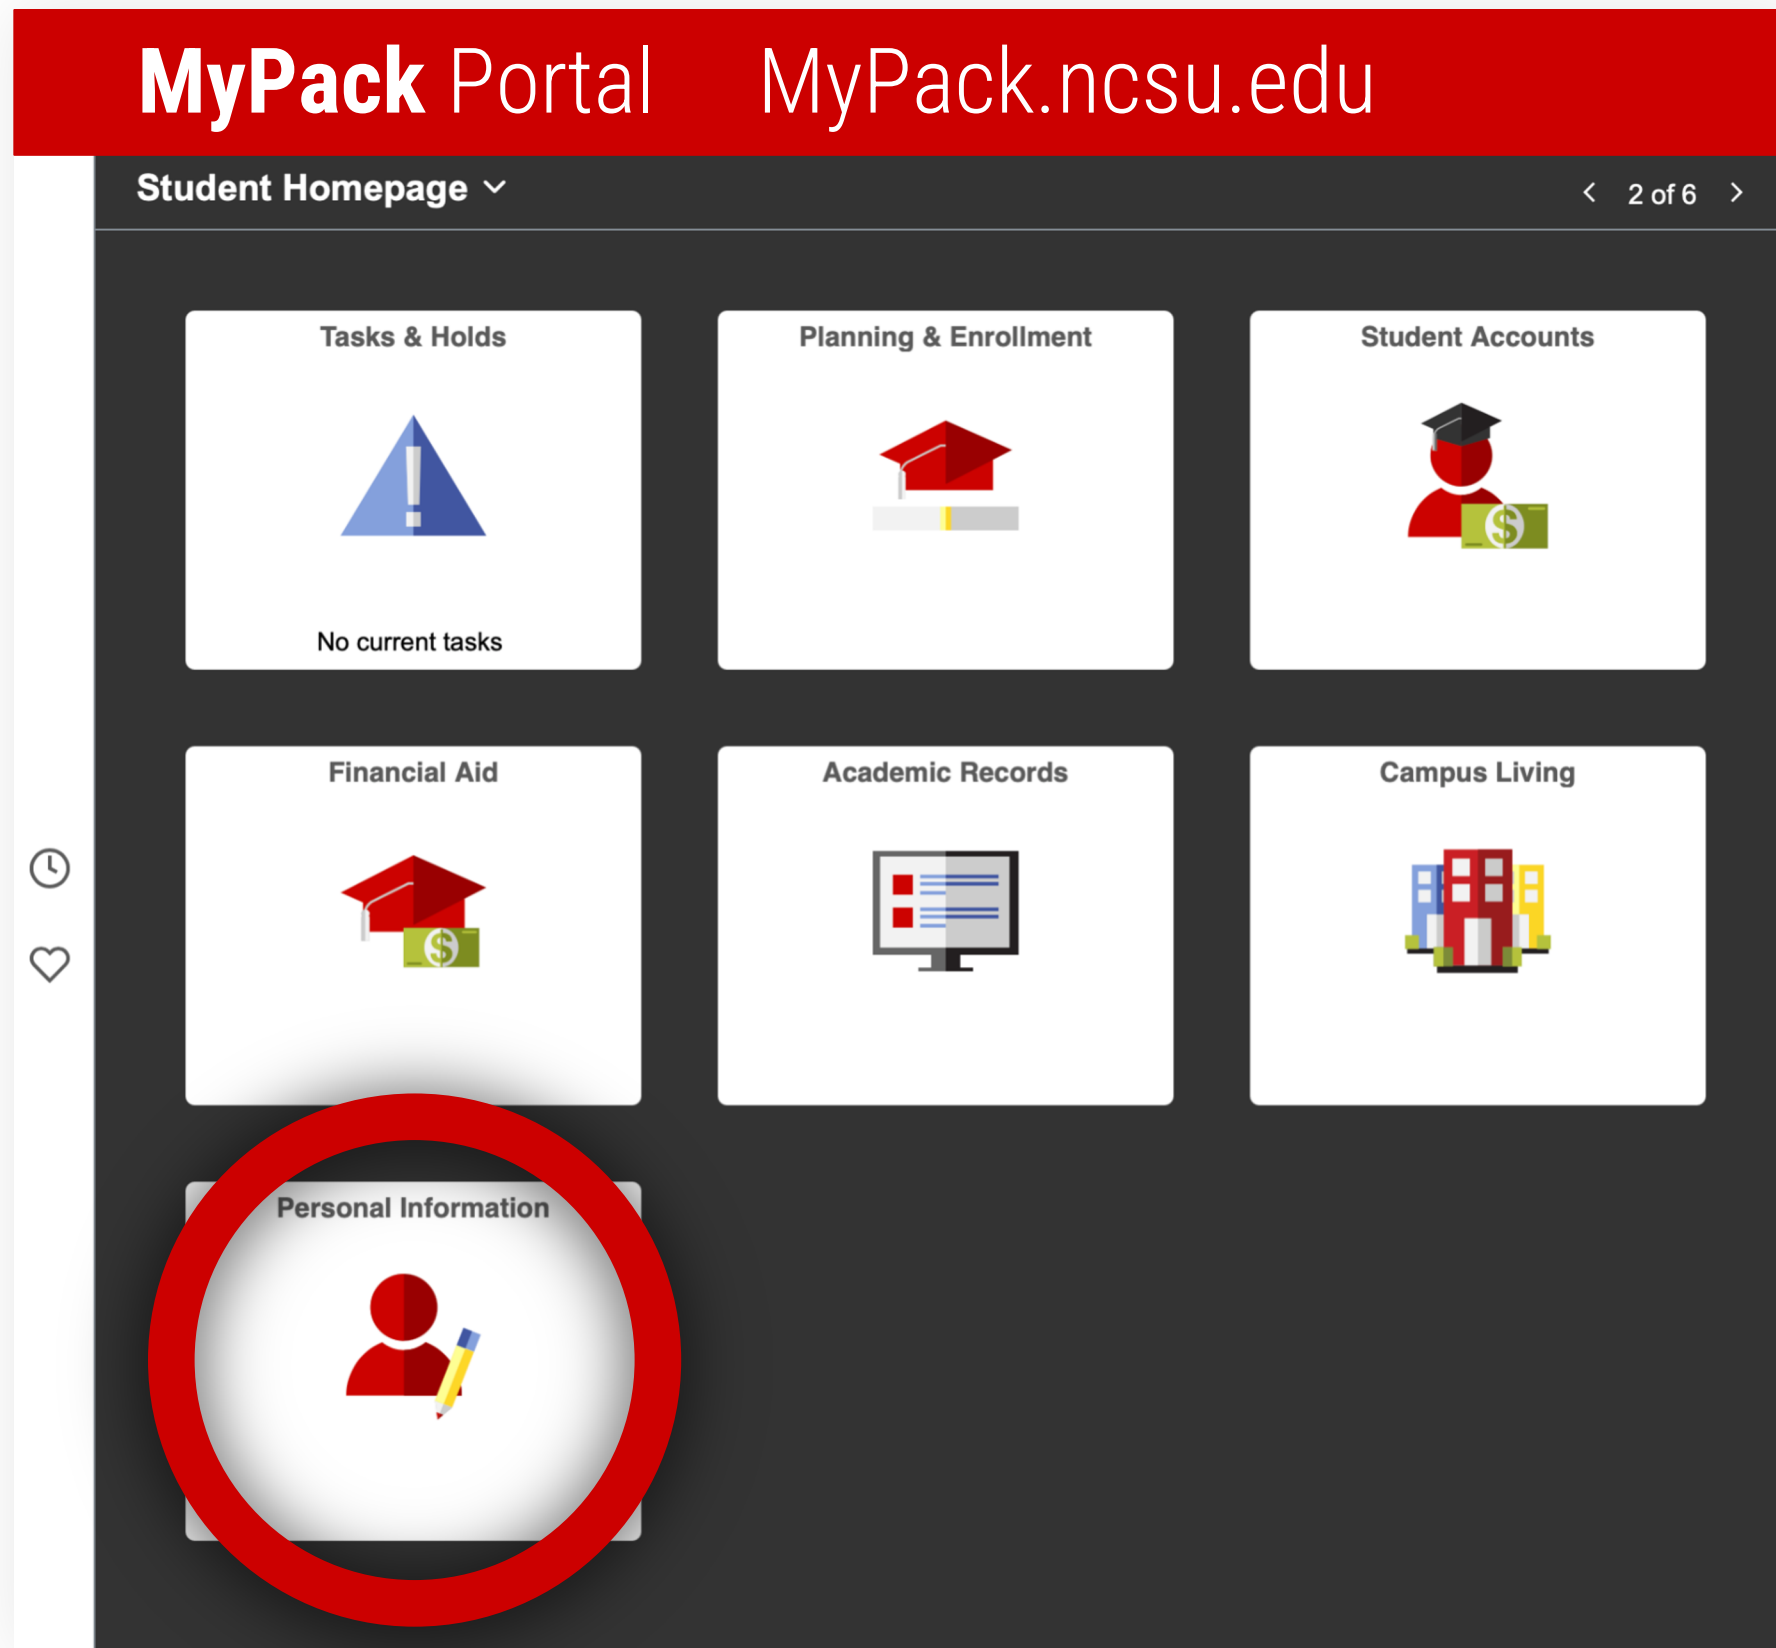 MyPack Portal MyPack.ncsu.edu
Student Homepage 2 of 6
Tasks & Holds
No current tasks
Planning & Enrollment
Student Accounts
Financial Aid
Academic Records
Campus Living
Personal Information